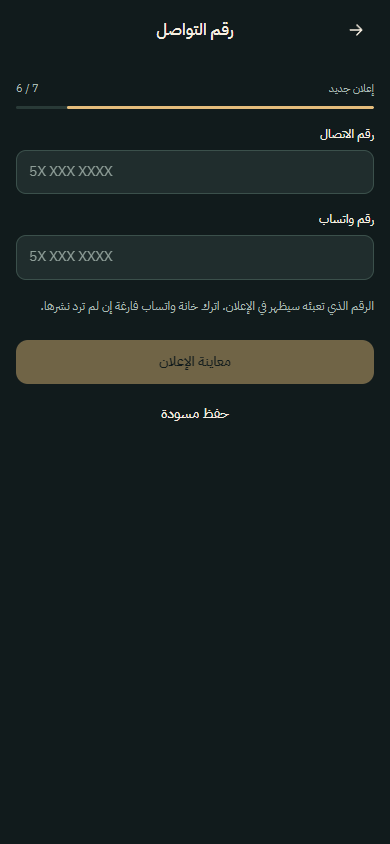 رقم التواصل
إعلان جديد
6 / 7
رقم الاتصال
5X XXX XXXX
رقم واتساب
5X XXX XXXX
الرقم الذي تعبئه سيظهر في الإعلان. اترك خانة واتساب فارغة إن لم ترد نشرها.
معاينة الإعلان
حفظ مسودة